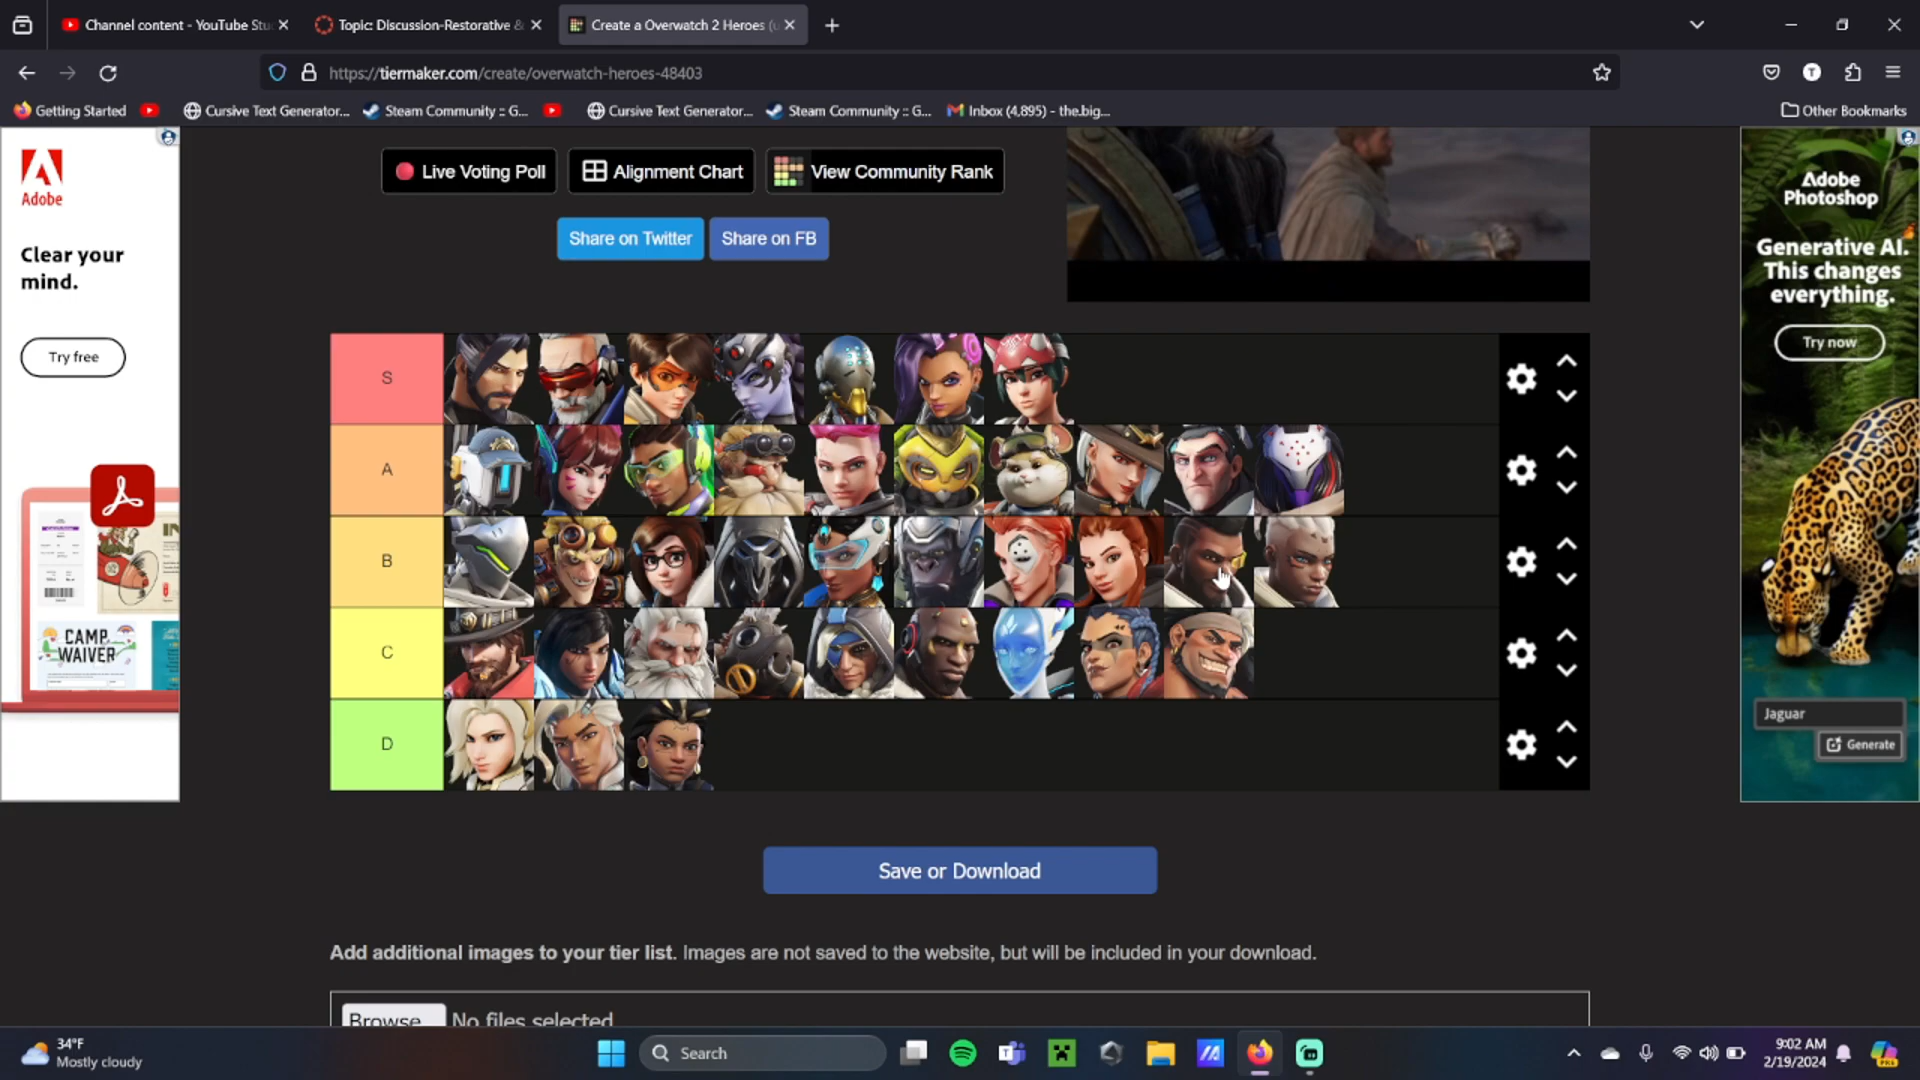 Channel content - YouTube Stu
Topic: Discussion-Restorative &
Create a Overwatch 2 Heroes (u
https://tiermaker.com/create/overwatch-heroes-48403
Getting Started
Cursive Text Generator...
Steam Community :: G...
Cursive Text Generator...
Steam Community :: G...
Inbox (4,895) - the.big...
Other Bookmarks
T
Live Voting Poll
Alignment Chart
View Community Rank
Share on Twitter
Share on FB
Adobe
Clear your
mind.
Try free
CAMP
WAIVER
Adobe
Photoshop
Generative AI.
This changes
everything.
Try now
Jaguar
Generate
S
A
B
C
D
Save or Download
Add additional images to your tier list. Images are not saved to the website, but will be included in your download.
Browse...
No files selected.
34°F
Mostly cloudy
Search
9:02 AM
2/19/2024